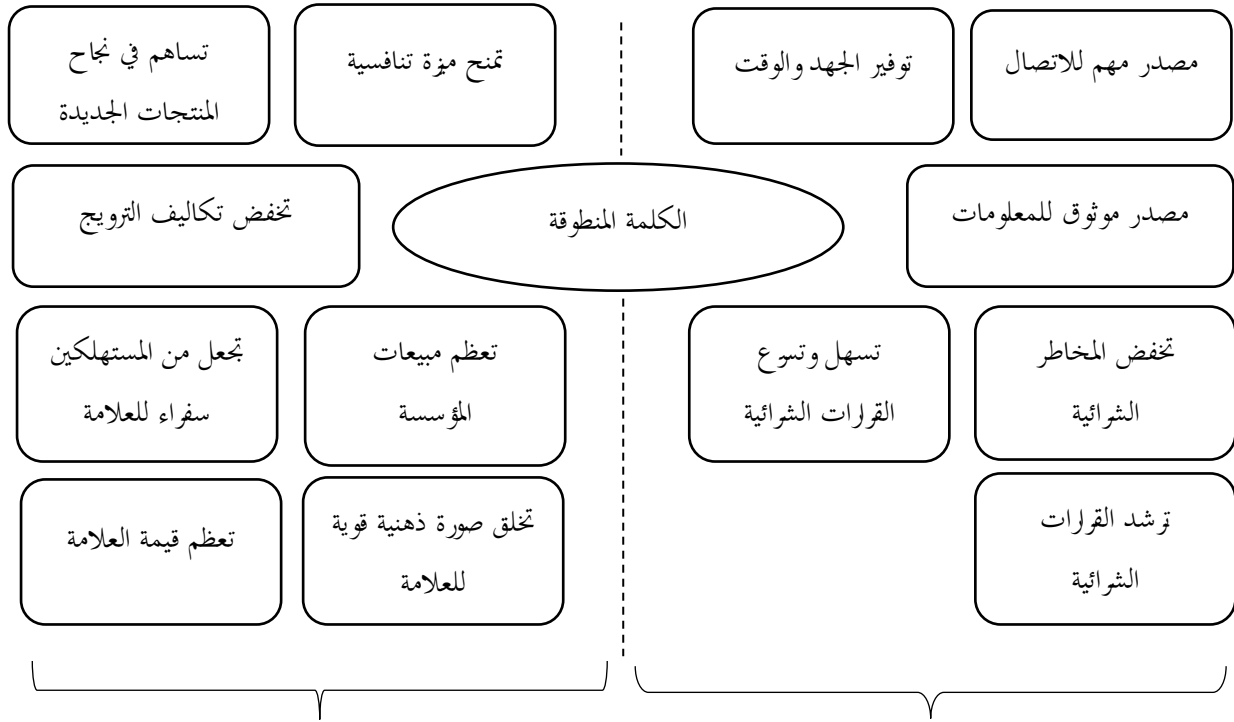 مصدر مهم للاتصال
توفير الجهد والوقت
تمنح ميزة تنافسية
تساهم في نجاح
المنتجات الجديدة
مصدر موثوق للمعلومات
الكلمة المنطوقة
تخفض تكاليف الترويج
تخفض المخاطر
الشرائية
تسهل وتسرع
القرارات الشرائية
تعظم مبيعات
المؤسسة
تجعل من المستهلكين
سفراء للعلامة
ترشد القرارات
الشرائية
تخلق صورة ذهنية قوية
للعلامة
تعظم قيمة العلامة